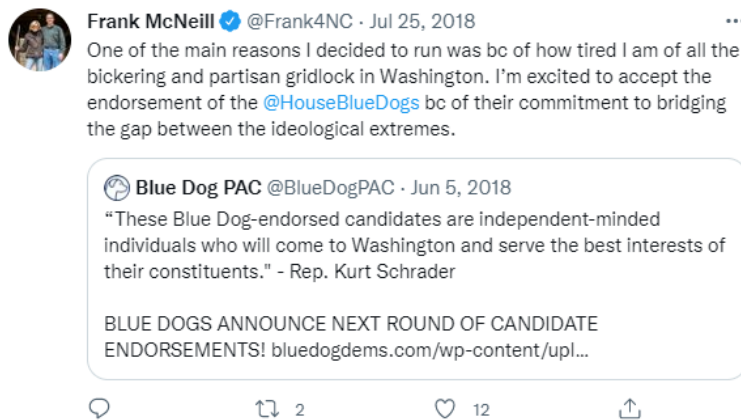 Frank McNeill @Frank4NC · Jul 25, 2018
One of the main reasons I decided to run was bc of how tired I am of all the
bickering and partisan gridlock in Washington. I'm excited to accept the
endorsement of the @HouseBlueDogs bc of their commitment to bridging
the gap between the ideological extremes.
Blue Dog PAC @BlueDogPAC · Jun 5, 2018
“These Blue Dog-endorsed candidates are independent-minded
individuals who will come to Washington and serve the best interests of
their constituents." - Rep. Kurt Schrader
BLUE DOGS ANNOUNCE NEXT ROUND OF CANDIDATE
ENDORSEMENTS! bluedogdems.com/wp-content/upl...
2 12